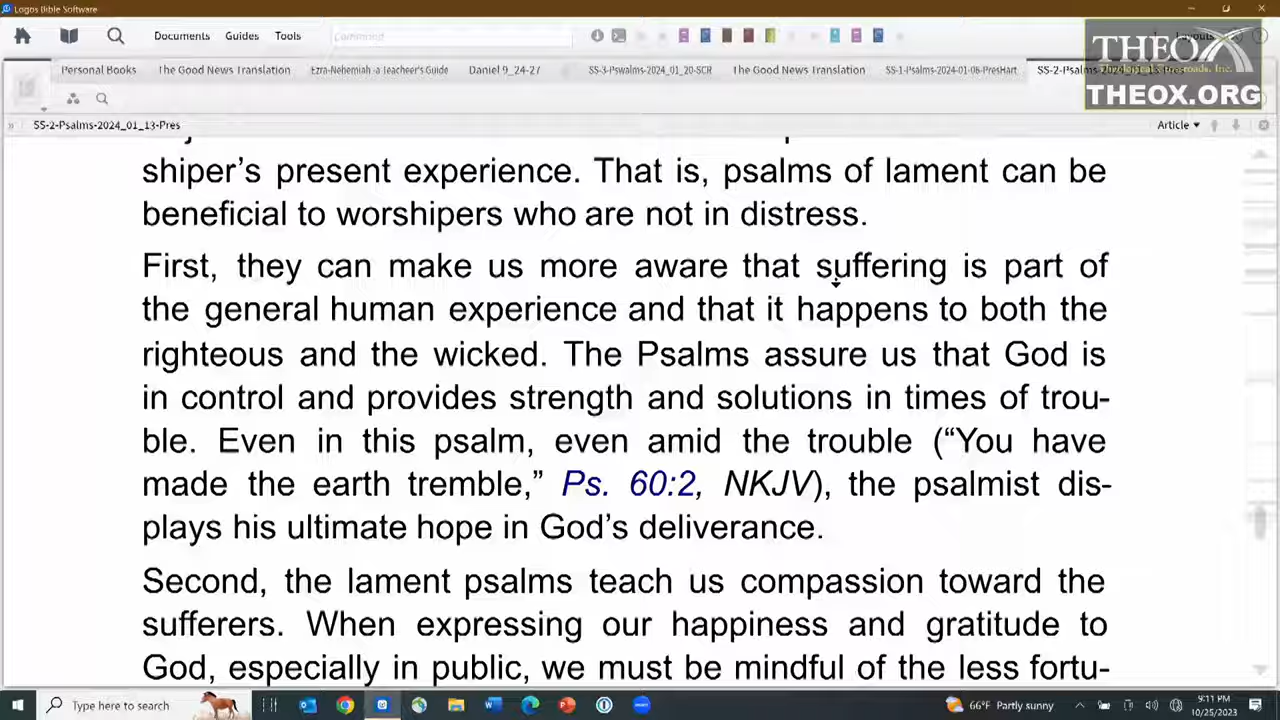 Logos Bible Software
Documents Guides Tools Command
THEOX
Theological Crossroads, Inc.
THEOX.ORG
Personal Books The Good News Translation Daniel 9 24-27 SS-3-Pswalms-2024_01_20-SCR The Good News Translation SS-1-Psalms-2024-01-06-PresHart SS-2-Psalms
SS-2-Psalms-2024_01_13-Pres Article
shiper’s present experience. That is, psalms of lament can be
beneficial to worshipers who are not in distress.
First, they can make us more aware that suffering is part of
the general human experience and that it happens to both the
righteous and the wicked. The Psalms assure us that God is
in control and provides strength and solutions in times of trou-
ble. Even in this psalm, even amid the trouble (“You have
made the earth tremble,” Ps. 60:2, NKJV), the psalmist dis-
plays his ultimate hope in God’s deliverance.
Second, the lament psalms teach us compassion toward the
sufferers. When expressing our happiness and gratitude to
God, especially in public, we must be mindful of the less fortu-
Type here to search 66°F Partly sunny 9:11 PM
10/25/2023